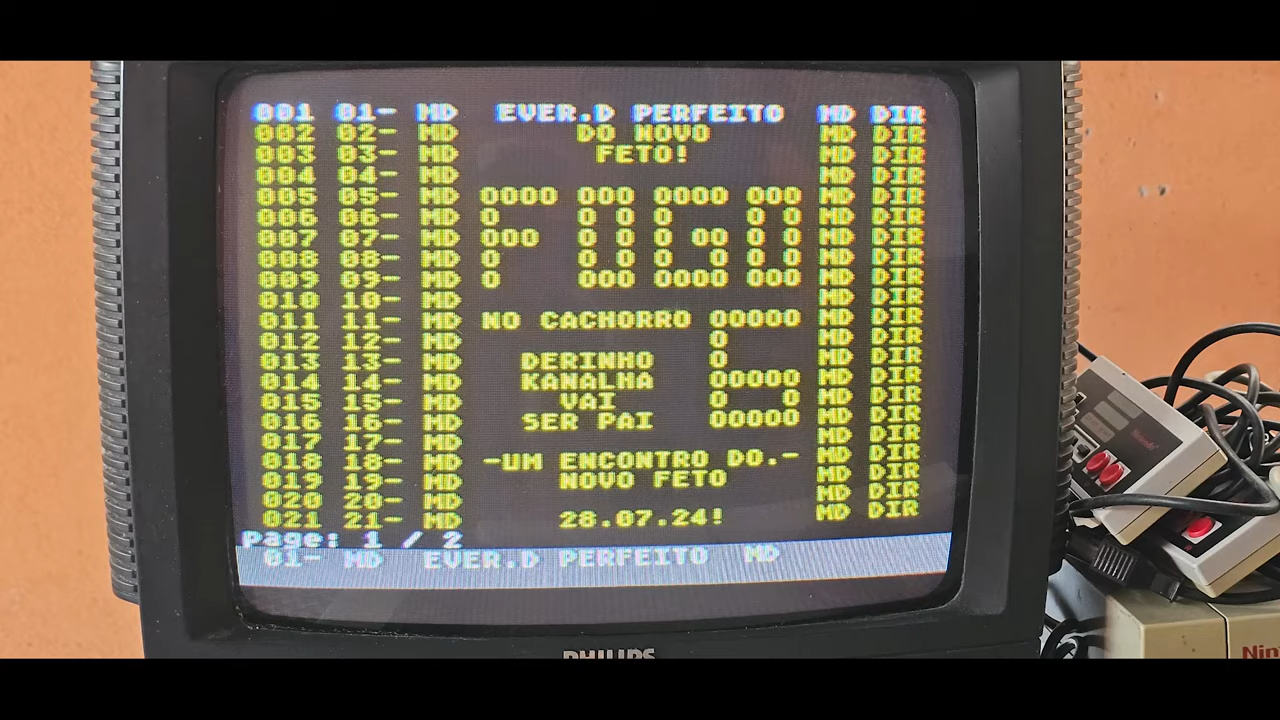 001 01- MD EVER.D PERFEITO MD DIR
002 02- MD DO NOVO MD DIR
003 03- MD FETO! MD DIR
004 04- MD MD DIR
005 05- MD 0000 000 0000 000 MD DIR
006 06- MD 0 0 0 0 0 0 MD DIR
007 07- MD 000 0 0 0 00 0 0 MD DIR
008 08- MD 0 0 0 0 0 0 0 MD DIR
009 09- MD 0 000 0000 000 MD DIR
010 10- MD MD DIR
011 11- MD NO CACHORRO 00000 MD DIR
012 12- MD 0 MD DIR
013 13- MD DERINHO 0 MD DIR
014 14- MD KANALHA 00000 MD DIR
015 15- MD VAI 0 0 MD DIR
016 16- MD SER PAI 00000 MD DIR
017 17- MD MD DIR
018 18- MD -UM ENCONTRO DO.- MD DIR
019 19- MD NOVO FETO MD DIR
020 20- MD MD DIR
021 21- MD 28.07.24! MD DIR
Page: 1 / 2
01- MD EVER.D PERFEITO MD
PHILIPS
Nintendo